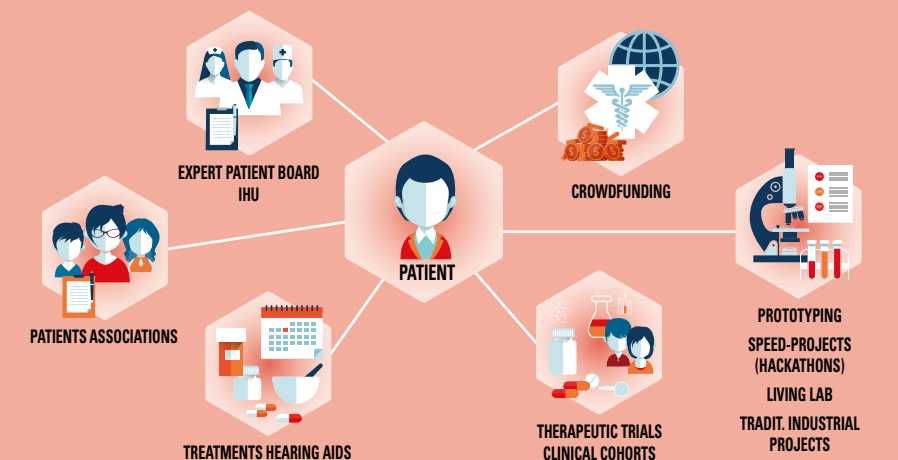 EXPERT PATIENT BOARD
IHU
CROWDFUNDING
PATIENT
PATIENTS ASSOCIATIONS
PROTOTYPING
SPEED-PROJECTS
(HACKATHONS)
LIVING LAB
TRADIT. INDUSTRIAL
PROJECTS
TREATMENTS HEARING AIDS
THERAPEUTIC TRIALS
CLINICAL COHORTS